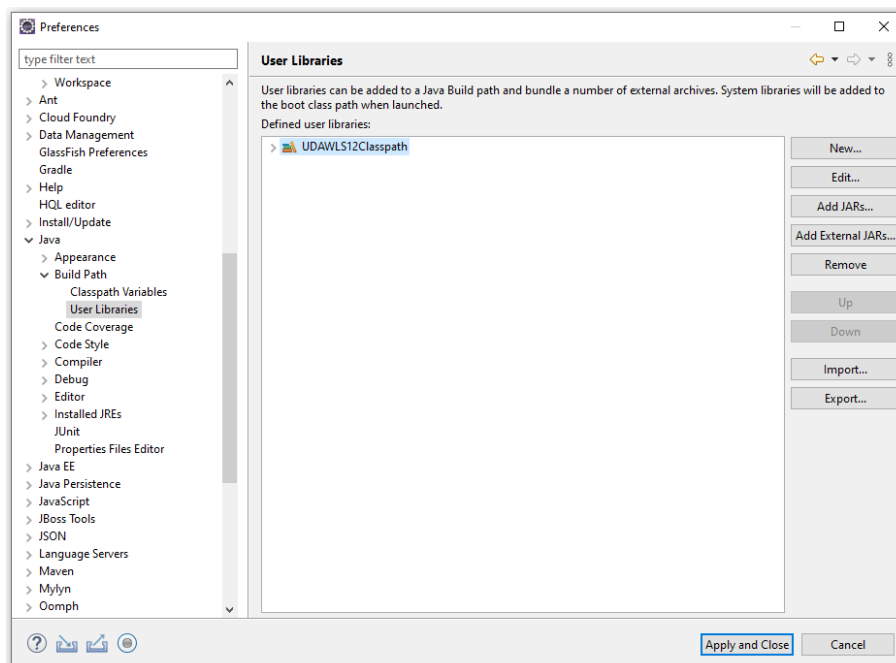 Preferences
type filter text
Workspace
Ant
Cloud Foundry
Data Management
GlassFish Preferences
Gradle
Help
HQL editor
Install/Update
Java
Appearance
Build Path
Classpath Variables
User Libraries
Code Coverage
Code Style
Compiler
Debug
Editor
Installed JREs
JUnit
Properties Files Editor
Java EE
Java Persistence
JavaScript
JBoss Tools
JSON
Language Servers
Maven
Mylyn
Oomph
User Libraries
User libraries can be added to a Java Build path and bundle a number of external archives. System libraries will be added to
the boot class path when launched.
Defined user libraries:
UDAWLS12Classpath
New...
Edit...
Add JARs...
Add External JARs...
Remove
Up
Down
Import...
Export...
Apply and Close
Cancel